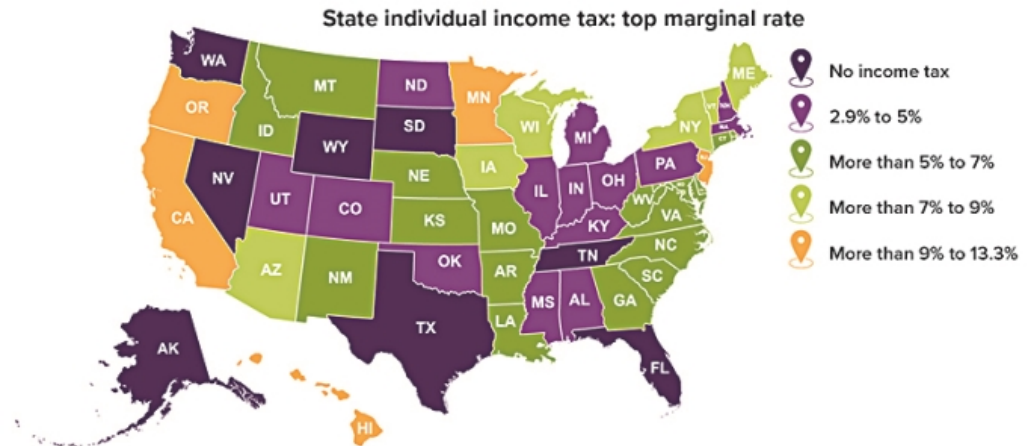 State individual income tax: top marginal rate
No income tax
2.9% to 5%
More than 5% to 7%
More than 7% to 9%
More than 9% to 13.3%
WA
MT
ND
MN
ME
OR
ID
SD
WI
MI
VT
NH
NY
MA
CT
WY
IA
PA
NV
NE
UT
CO
IL
IN
OH
WV
VA
CA
KS
MO
KY
AZ
NM
OK
AR
TN
NC
SC
MS
AL
GA
TX
LA
AK
FL
HI